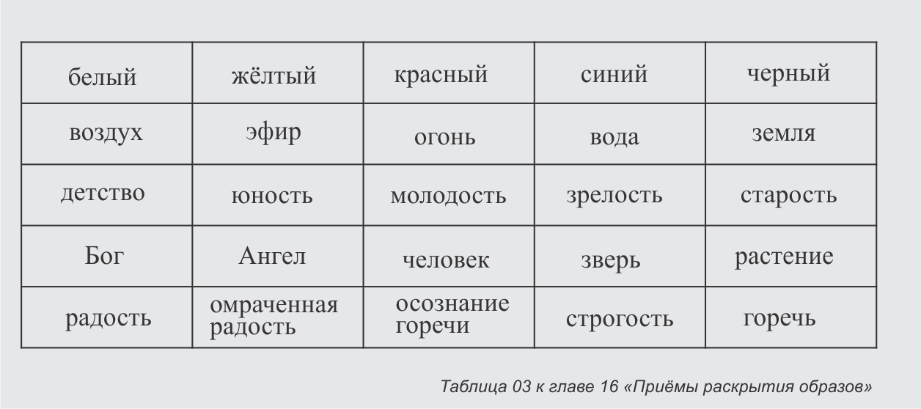 белый жёлтый красный синий черный
воздух эфир огонь вода земля
детство юность молодость зрелость старость
Бог Ангел человек зверь растение
радость омраченная радость осознание горечи строгость горечь
Таблица 03 к главе 16 «Приёмы раскрытия образов»